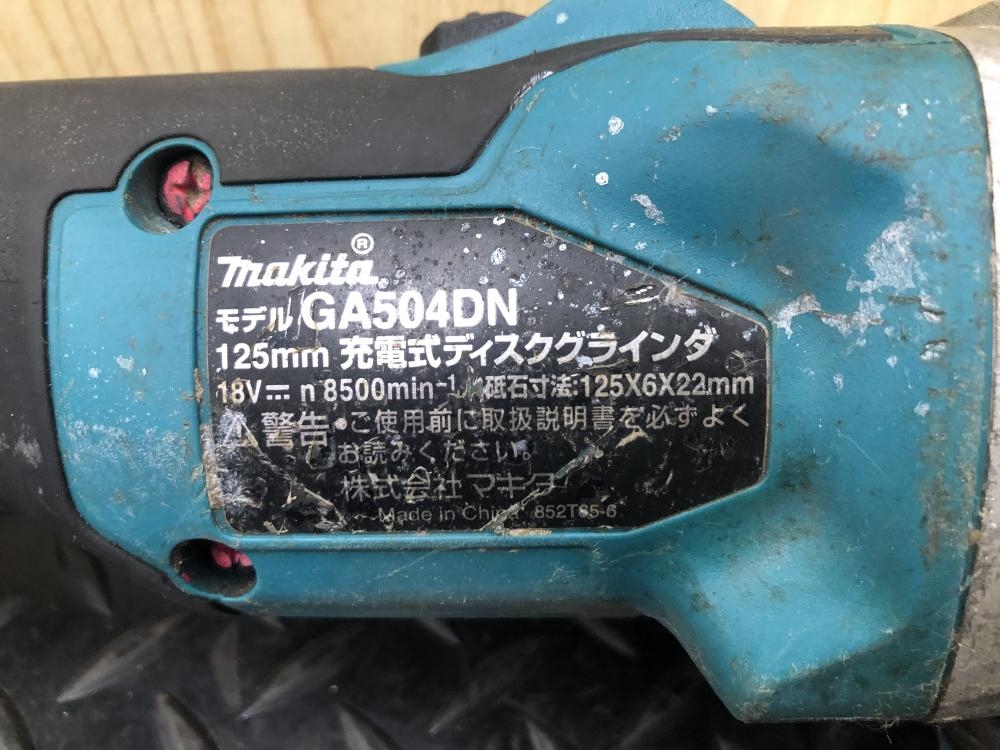 makita®
モデル GA504DN
125mm 充電式ディスクグラインダ
18V⎓ n 8500min⁻¹ 砥石寸法:125X6X22mm
⚠警告•ご使用前に取扱説明書を必ずよく
お読みください。
株式会社マキタ
Made in China 852T65-6